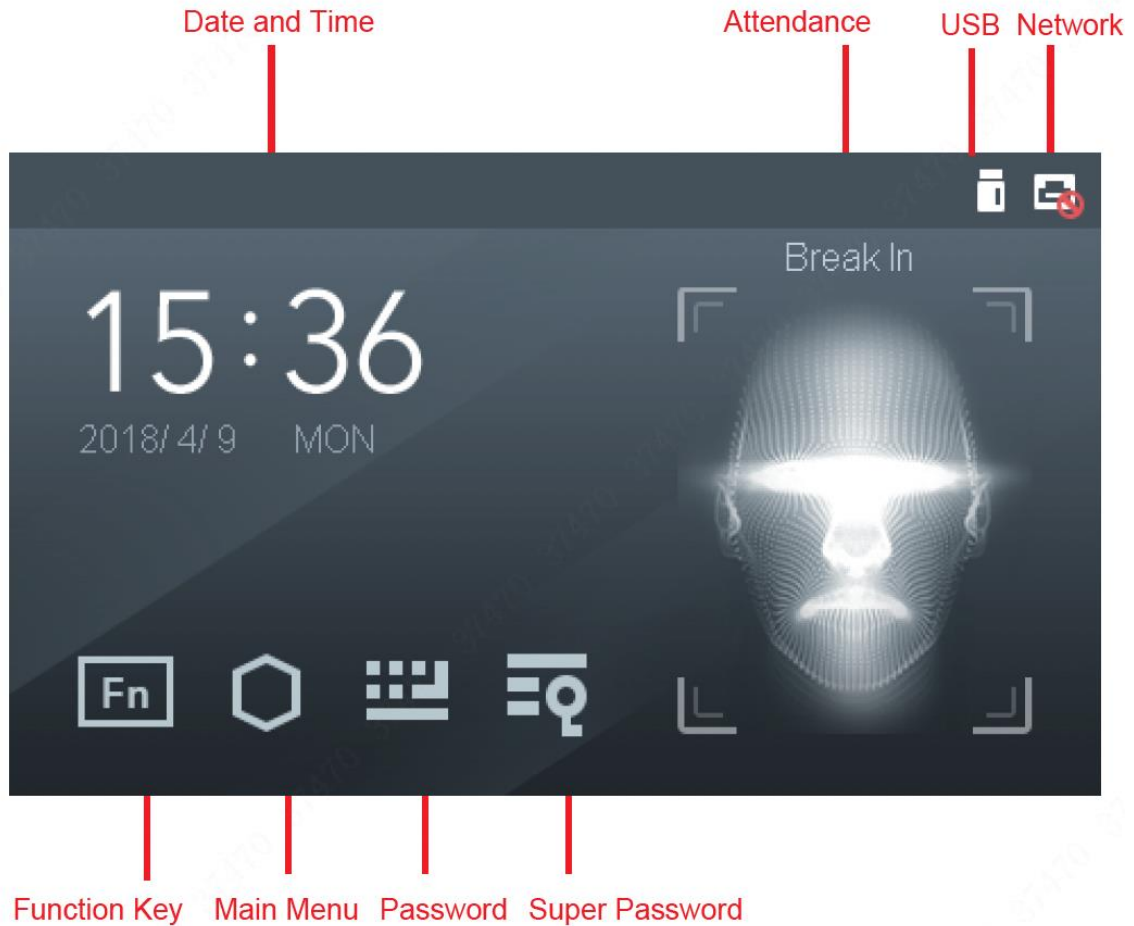 Date and Time
Attendance
USB Network
Break In
15:36
2018/ 4/ 9 MON
Fn
Function Key Main Menu Password Super Password